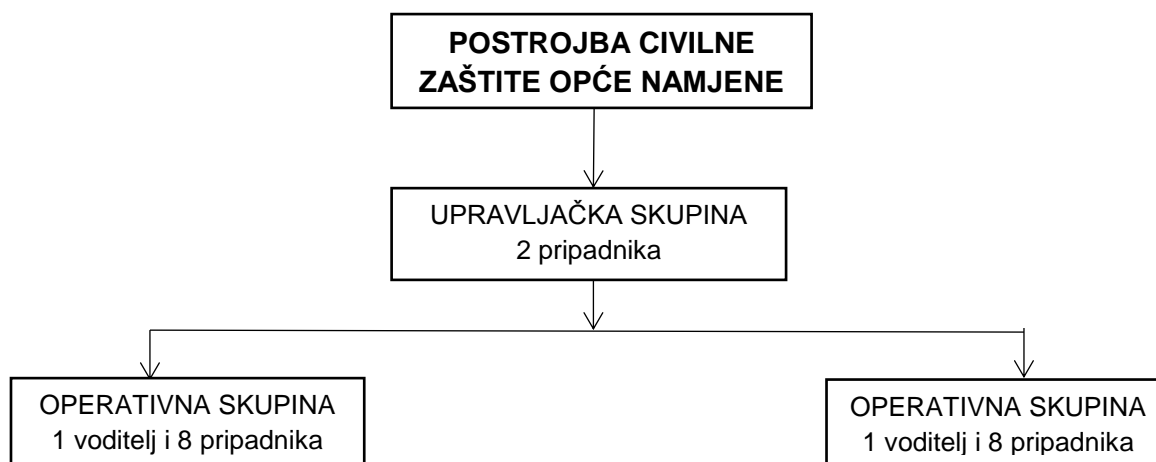 POSTROJBA CIVILNE
ZAŠTITE OPĆE NAMJENE
UPRAVLJAČKA SKUPINA
2 pripadnika
OPERATIVNA SKUPINA
1 voditelj i 8 pripadnika
OPERATIVNA SKUPINA
1 voditelj i 8 pripadnika